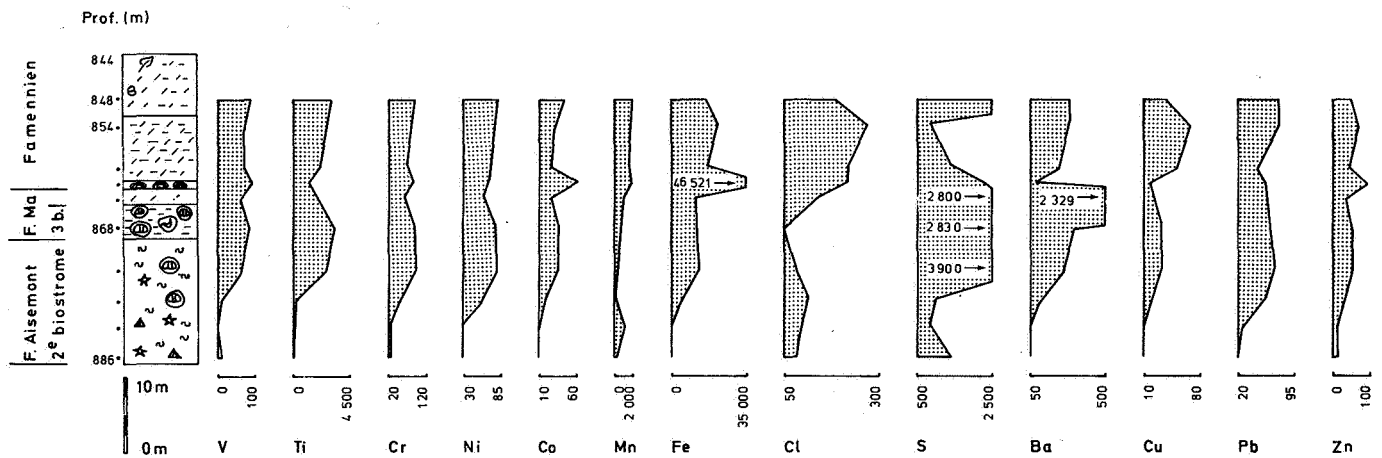 Prof. (m)
Famennien
F. Ma
3 b.
F. Aisemont
2e biostrome
844
848
854
868
886
10 m
0 m
46 521
2 800
2 830
3900
2 329
0 100
0 4 500
20 120
30 85
10 60
0 2 000
0 35 000
50 300
500 2 500
50 500
10 80
20 95
0 100
V Ti Cr Ni Co Mn Fe Cl S Ba Cu Pb Zn